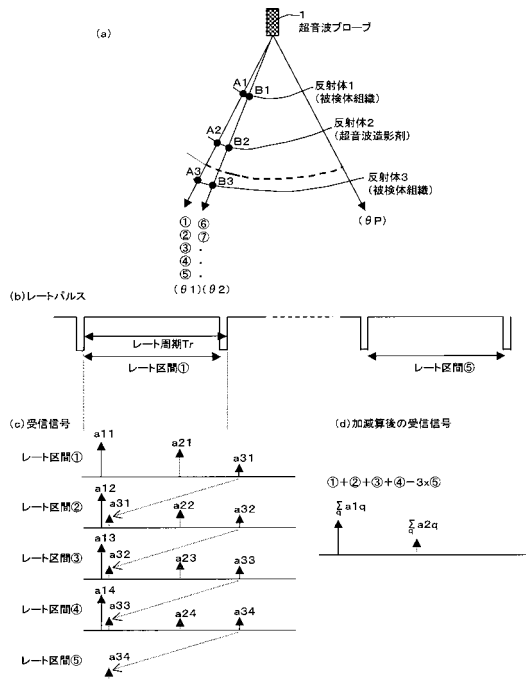 (a)
1
超音波プローブ
A1
B1
反射体1
(被検体組織)
A2
B2
反射体2
(超音波造影剤)
A3
B3
反射体3
(被検体組織)
① ⑥
② ⑦
③ .
④ .
⑤ .
(θ1)(θ2)
(θP)
(b)レートパルス
レート周期Tr
レート区間①
レート区間⑤
(c)受信信号
レート区間①
a11
a21
a31
レート区間②
a12
a31
a22
a32
レート区間③
a13
a32
a23
a33
レート区間④
a14
a33
a24
a34
レート区間⑤
a34
(d)加減算後の受信信号
①+②+③+④-3×⑤
Σq a1q
Σq a2q